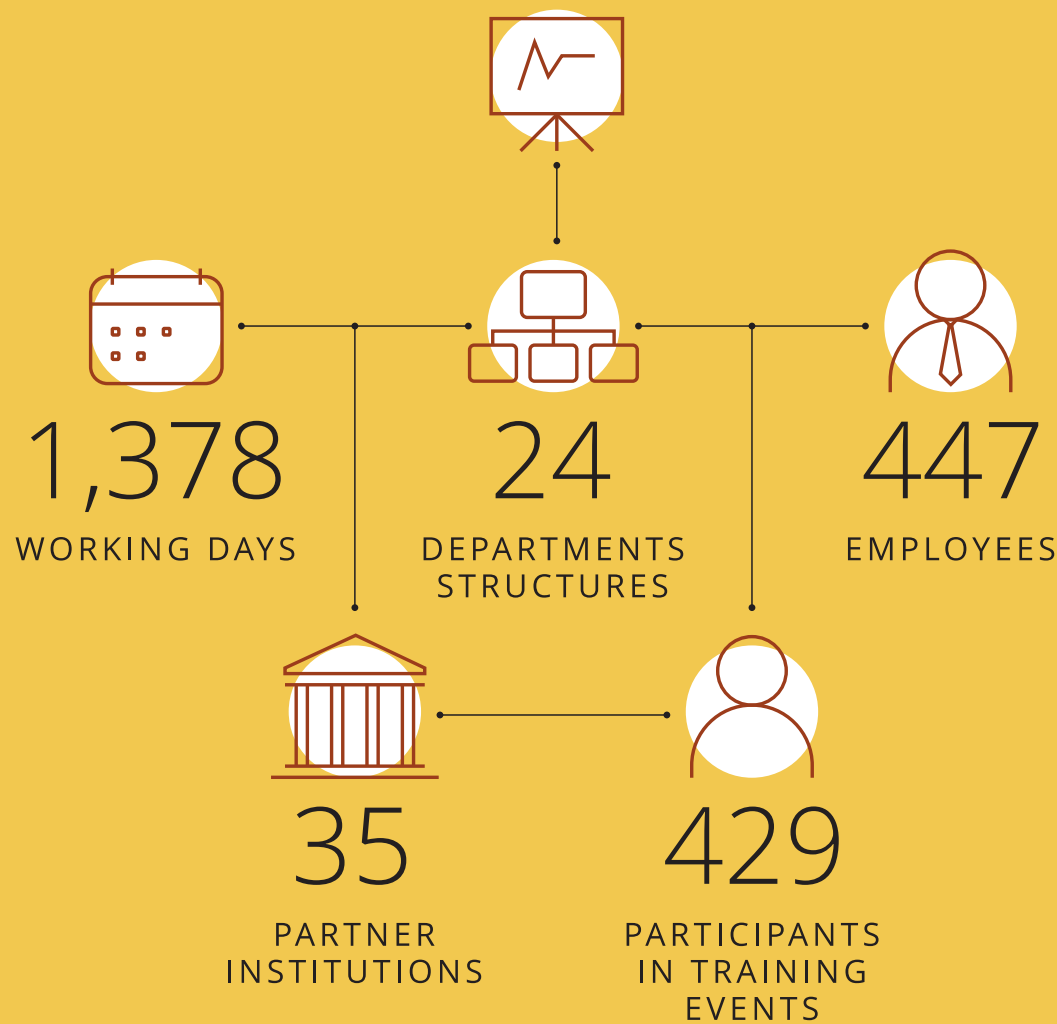 1,378
WORKING DAYS
24
DEPARTMENTS
STRUCTURES
447
EMPLOYEES
35
PARTNER
INSTITUTIONS
429
PARTICIPANTS
IN TRAINING
EVENTS